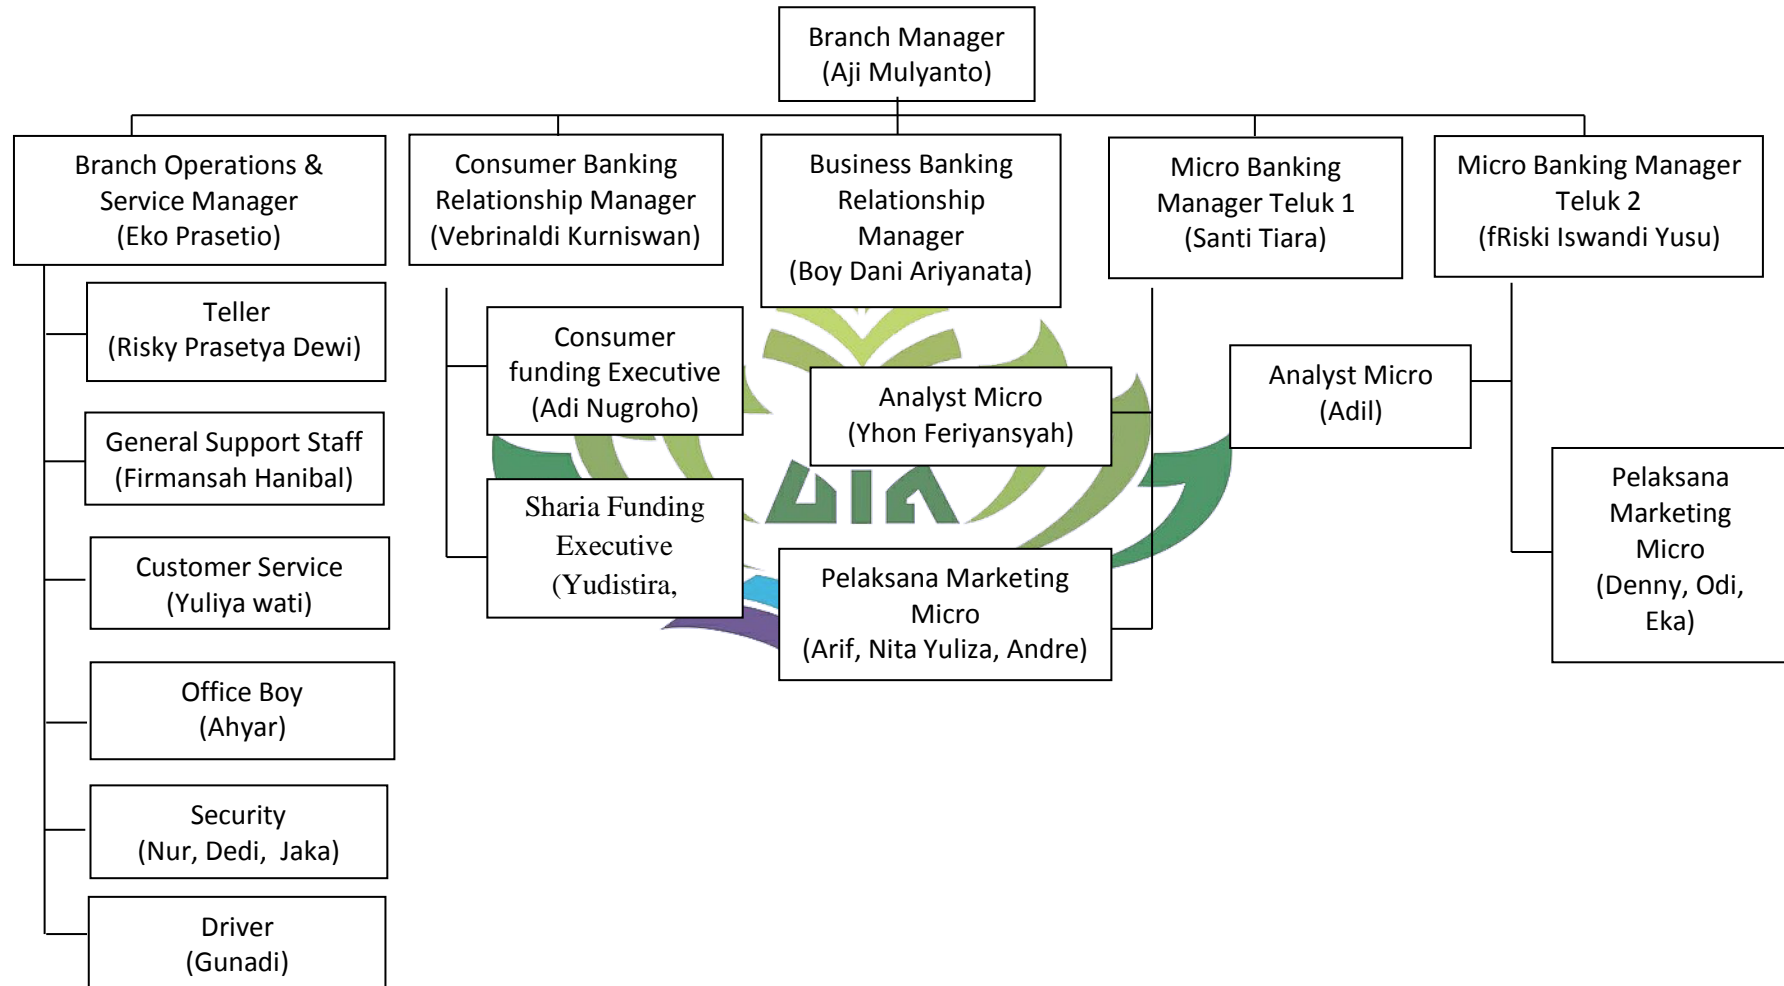 Branch Manager
(Aji Mulyanto)
Branch Operations &
Service Manager
(Eko Prasetio)
Consumer Banking
Relationship Manager
(Vebrinaldi Kurniswan)
Business Banking
Relationship
Manager
(Boy Dani Ariyanata)
Micro Banking
Manager Teluk 1
(Santi Tiara)
Micro Banking Manager
Teluk 2
(fRiski Iswandi Yusu)
Teller
(Risky Prasetya Dewi)
General Support Staff
(Firmansah Hanibal)
Customer Service
(Yuliya wati)
Office Boy
(Ahyar)
Security
(Nur, Dedi,  Jaka)
Driver
(Gunadi)
Consumer
funding Executive
(Adi Nugroho)
Sharia Funding
Executive
(Yudistira,
Analyst Micro
(Yhon Feriyansyah)
Pelaksana Marketing
Micro
(Arif, Nita Yuliza, Andre)
Analyst Micro
(Adil)
Pelaksana
Marketing
Micro
(Denny, Odi,
Eka)